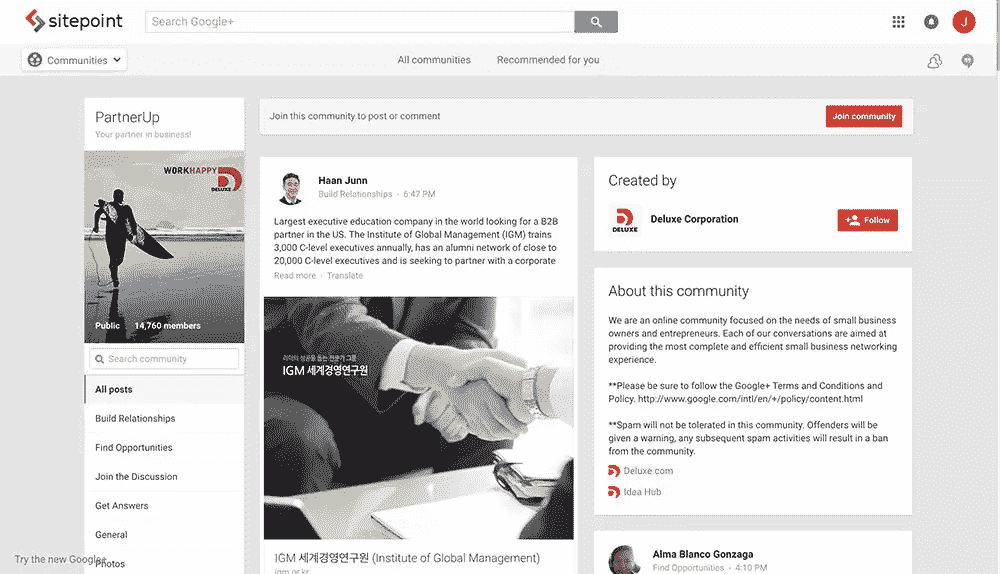 sitepoint
Search Google+
J
Communities
All communities
Recommended for you
PartnerUp
Your partner in business!
WORKHAPPY
DELUXE
Public 14,760 members
Search community
All posts
Build Relationships
Find Opportunities
Join the Discussion
Get Answers
General
Photos
Try the new Google+
Join this community to post or comment
Join community
Haan Junn
Build Relationships - 6:47 PM
Largest executive education company in the world looking for a B2B
partner in the US. The Institute of Global Management (IGM) trains
3,000 C-level executives annually, has an alumni network of close to
20,000 C-level executives and is seeking to partner with a corporate
Read more · Translate
리더의 성공을 돕는 전문가 그룹
IGM 세계경영연구원
IGM 세계경영연구원 (Institute of Global Management)
igm.or.kr
Created by
DELUXE
Deluxe Corporation
Follow
About this community
We are an online community focused on the needs of small business
owners and entrepreneurs. Each of our conversations are aimed at
providing the most complete and efficient small business networking
experience.
**Please be sure to follow the Google+ Terms and Conditions and
Policy. http://www.google.com/intl/en/+/policy/content.html
**Spam will not be tolerated in this community. Offenders will be
given a warning, any subsequent spam activities will result in a ban
from the community.
Deluxe.com
Idea Hub
Alma Blanco Gonzaga
Find Opportunities - 4:10 PM